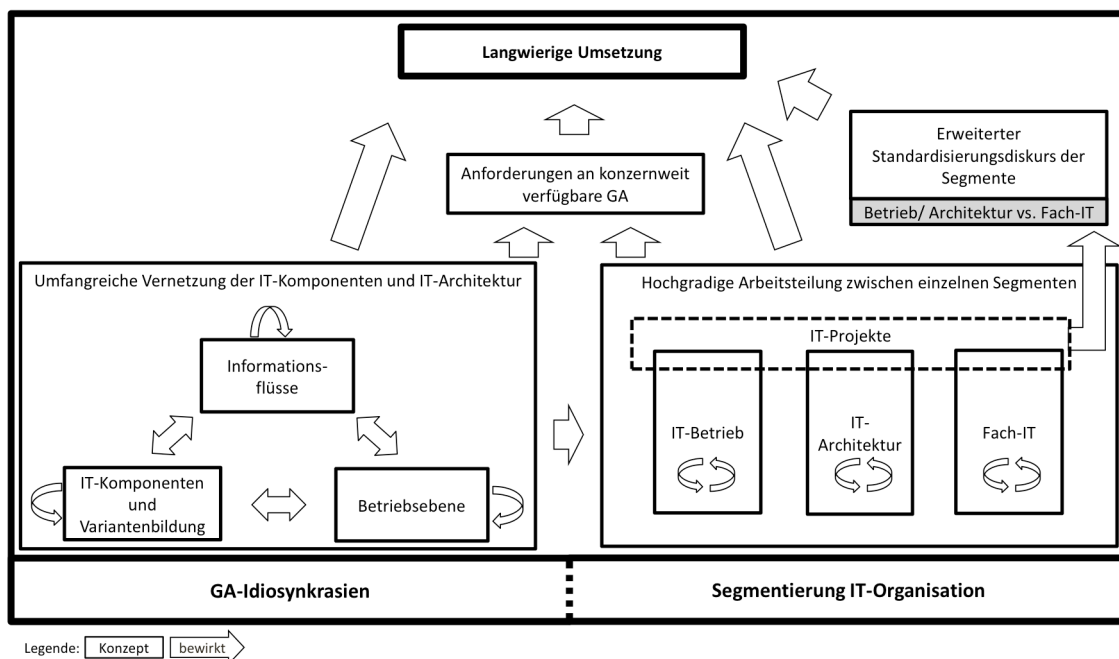 Langwierige Umsetzung
Erweiterter
Standardisierungsdiskurs der
Segmente
Betrieb/ Architektur vs. Fach-IT
Anforderungen an konzernweit
verfügbare GA
Umfangreiche Vernetzung der IT-Komponenten und IT-Architektur
Informations-
flüsse
IT-Komponenten
und
Variantenbildung
Betriebsebene
Hochgradige Arbeitsteilung zwischen einzelnen Segmenten
IT-Projekte
IT-Betrieb
IT-
Architektur
Fach-IT
GA-Idiosynkrasien
Segmentierung IT-Organisation
Legende: Konzept bewirkt